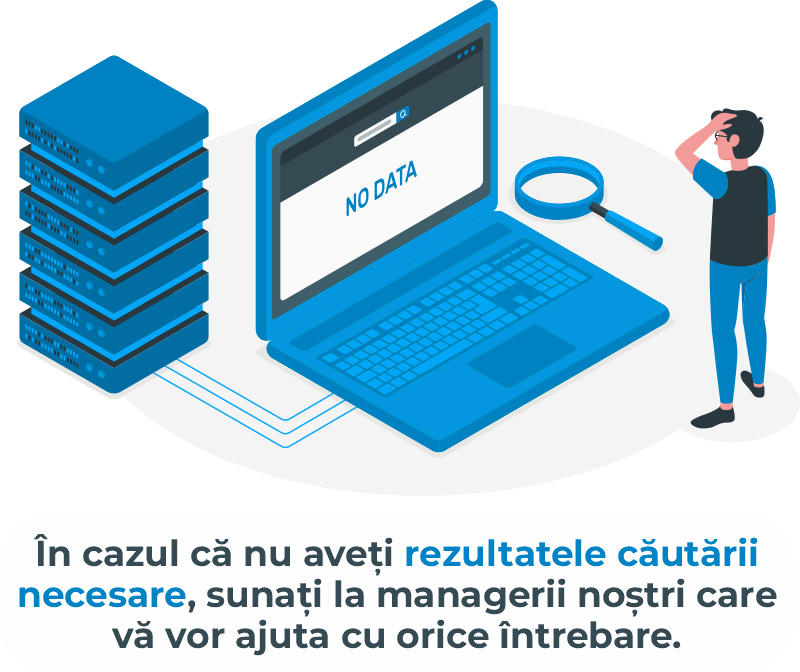 NO DATA
În cazul că nu aveți rezultatele căutării
necesare, sunați la managerii noștri care
vă vor ajuta cu orice întrebare.